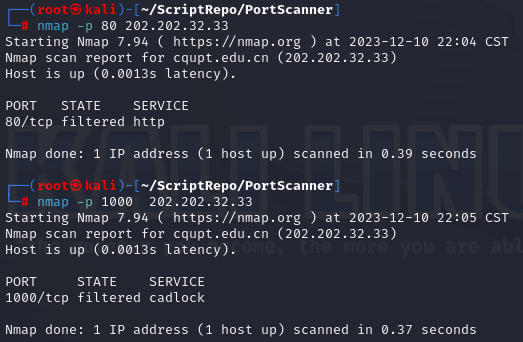 ┌──(root㉿kali)-[~/ScriptRepo/PortScanner]
└─# nmap -p 80 202.202.32.33
Starting Nmap 7.94 ( https://nmap.org ) at 2023-12-10 22:04 CST
Nmap scan report for cqupt.edu.cn (202.202.32.33)
Host is up (0.0013s latency).
PORT   STATE    SERVICE
80/tcp filtered http
Nmap done: 1 IP address (1 host up) scanned in 0.39 seconds
┌──(root㉿kali)-[~/ScriptRepo/PortScanner]
└─# nmap -p 1000  202.202.32.33
Starting Nmap 7.94 ( https://nmap.org ) at 2023-12-10 22:05 CST
Nmap scan report for cqupt.edu.cn (202.202.32.33)
Host is up (0.0013s latency).
PORT     STATE    SERVICE
1000/tcp filtered cadlock
Nmap done: 1 IP address (1 host up) scanned in 0.37 seconds